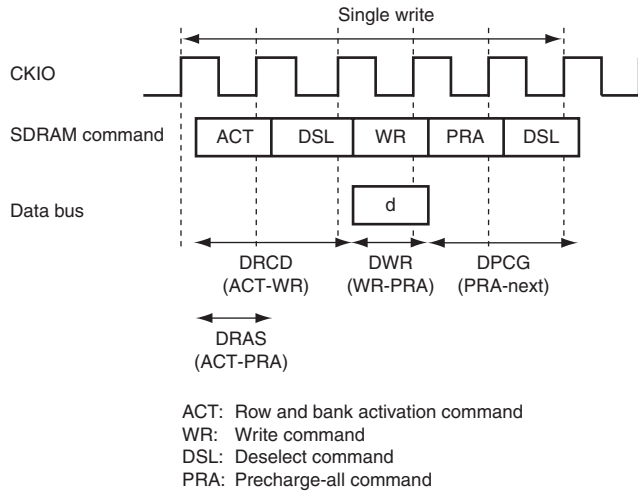 Single write
CKIO
SDRAM command
ACT DSL WR PRA DSL
Data bus
d
DRCD DWR DPCG
(ACT-WR) (WR-PRA) (PRA-next)
DRAS
(ACT-PRA)
ACT: Row and bank activation command
WR: Write command
DSL: Deselect command
PRA: Precharge-all command